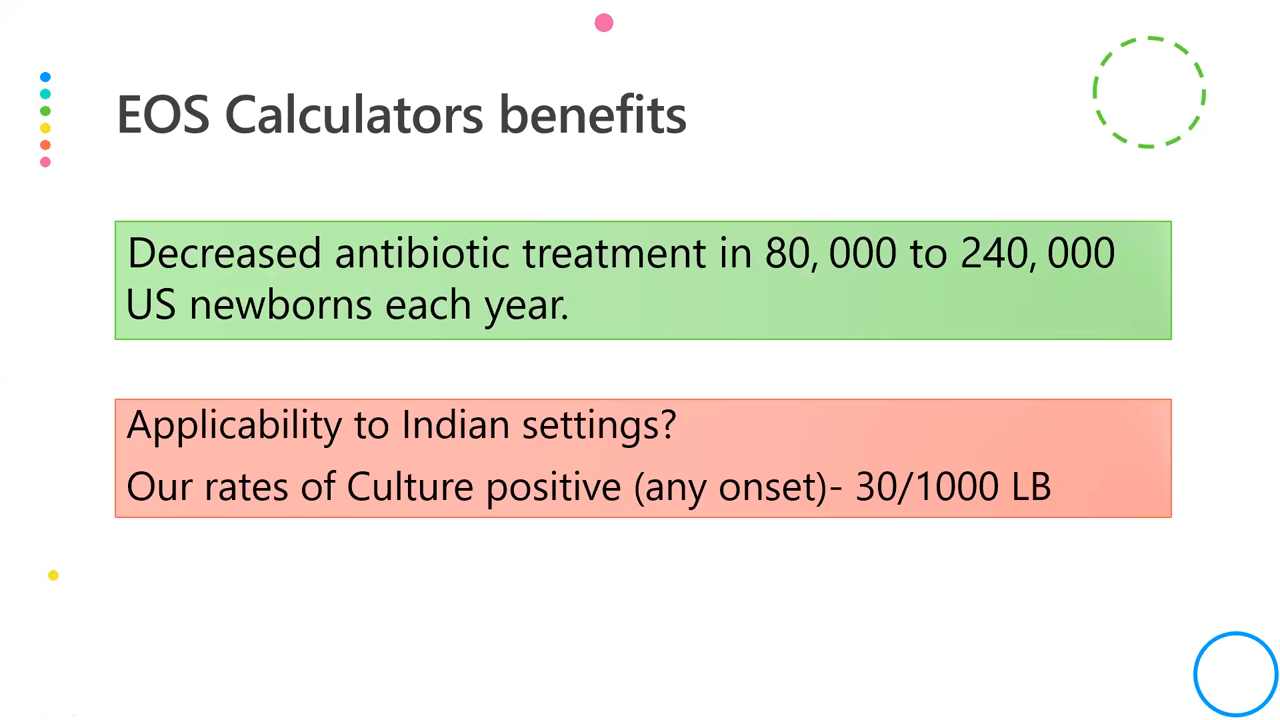 EOS Calculators benefits
Decreased antibiotic treatment in 80, 000 to 240, 000
US newborns each year.
Applicability to Indian settings?
Our rates of Culture positive (any onset)- 30/1000 LB